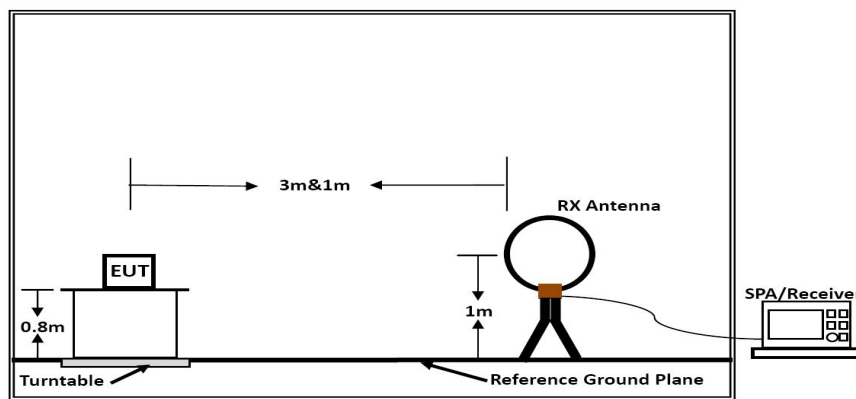 3m&1m
RX Antenna
EUT
SPA/Receiver
0.8m
1m
Turntable
Reference Ground Plane